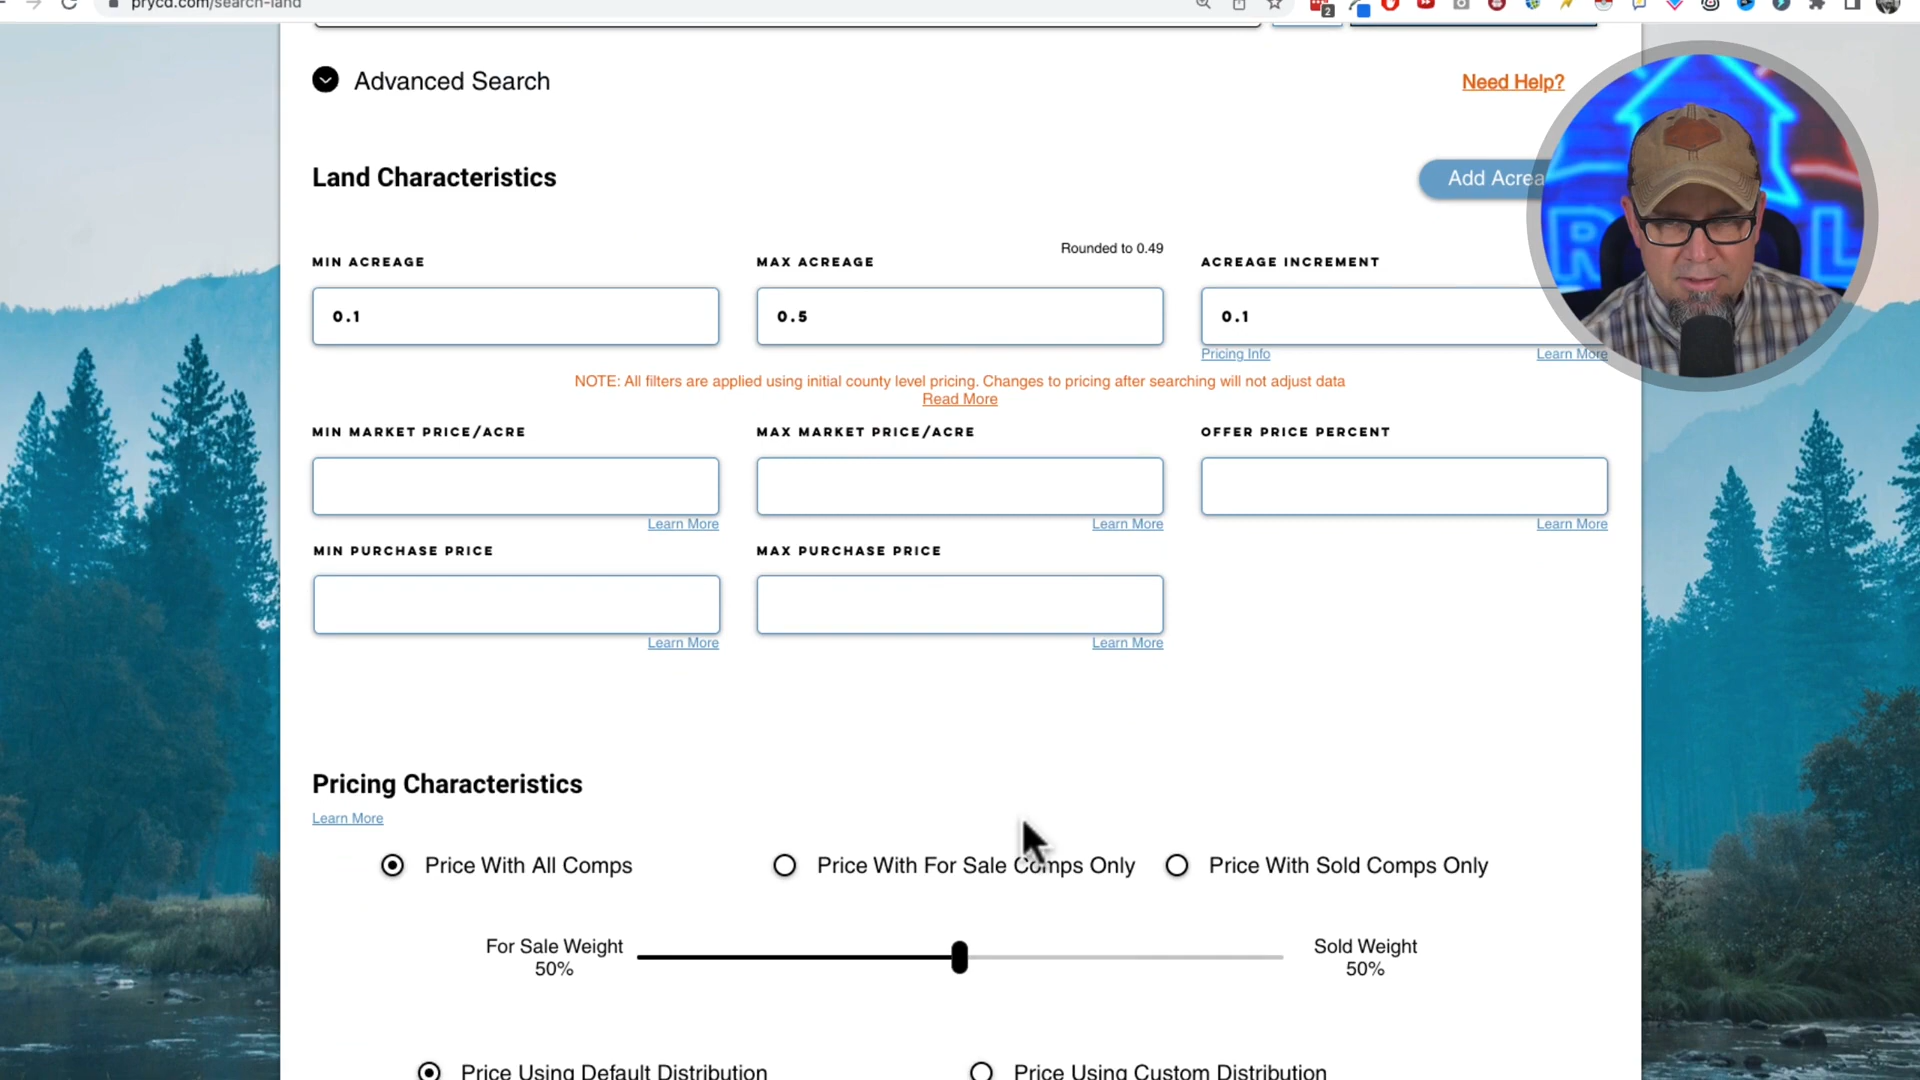 prycd.com/search-land
2
Advanced Search
Need Help?
Land Characteristics
Add Acrea
Rounded to 0.49
MIN ACREAGE
MAX ACREAGE
ACREAGE INCREMENT
0.1
0.5
0.1
Pricing Info
Learn More
NOTE: All filters are applied using initial county level pricing. Changes to pricing after searching will not adjust data
Read More
MIN MARKET PRICE/ACRE
MAX MARKET PRICE/ACRE
OFFER PRICE PERCENT
Learn More
Learn More
Learn More
MIN PURCHASE PRICE
MAX PURCHASE PRICE
Learn More
Learn More
Pricing Characteristics
Learn More
Price With All Comps
Price With For Sale Comps Only
Price With Sold Comps Only
For Sale Weight
50%
Sold Weight
50%
Price Using Default Distribution
Price Using Custom Distribution
R
L